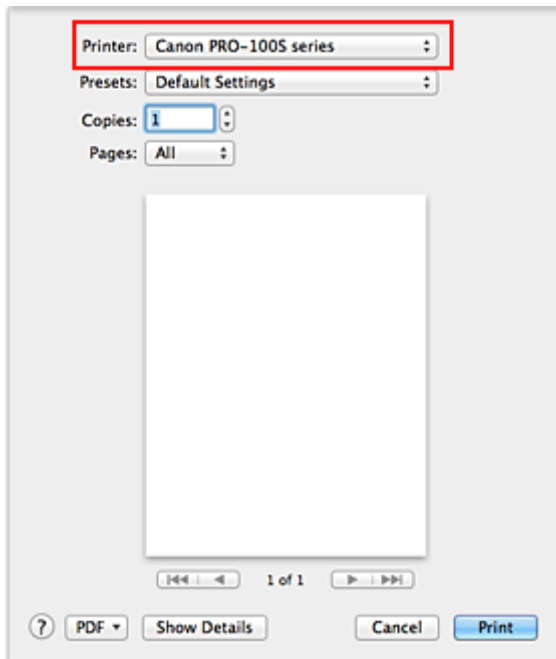 Printer: Canon PRO-100S series
Presets: Default Settings
Copies: 1
Pages: All
1 of 1
? PDF Show Details Cancel Print